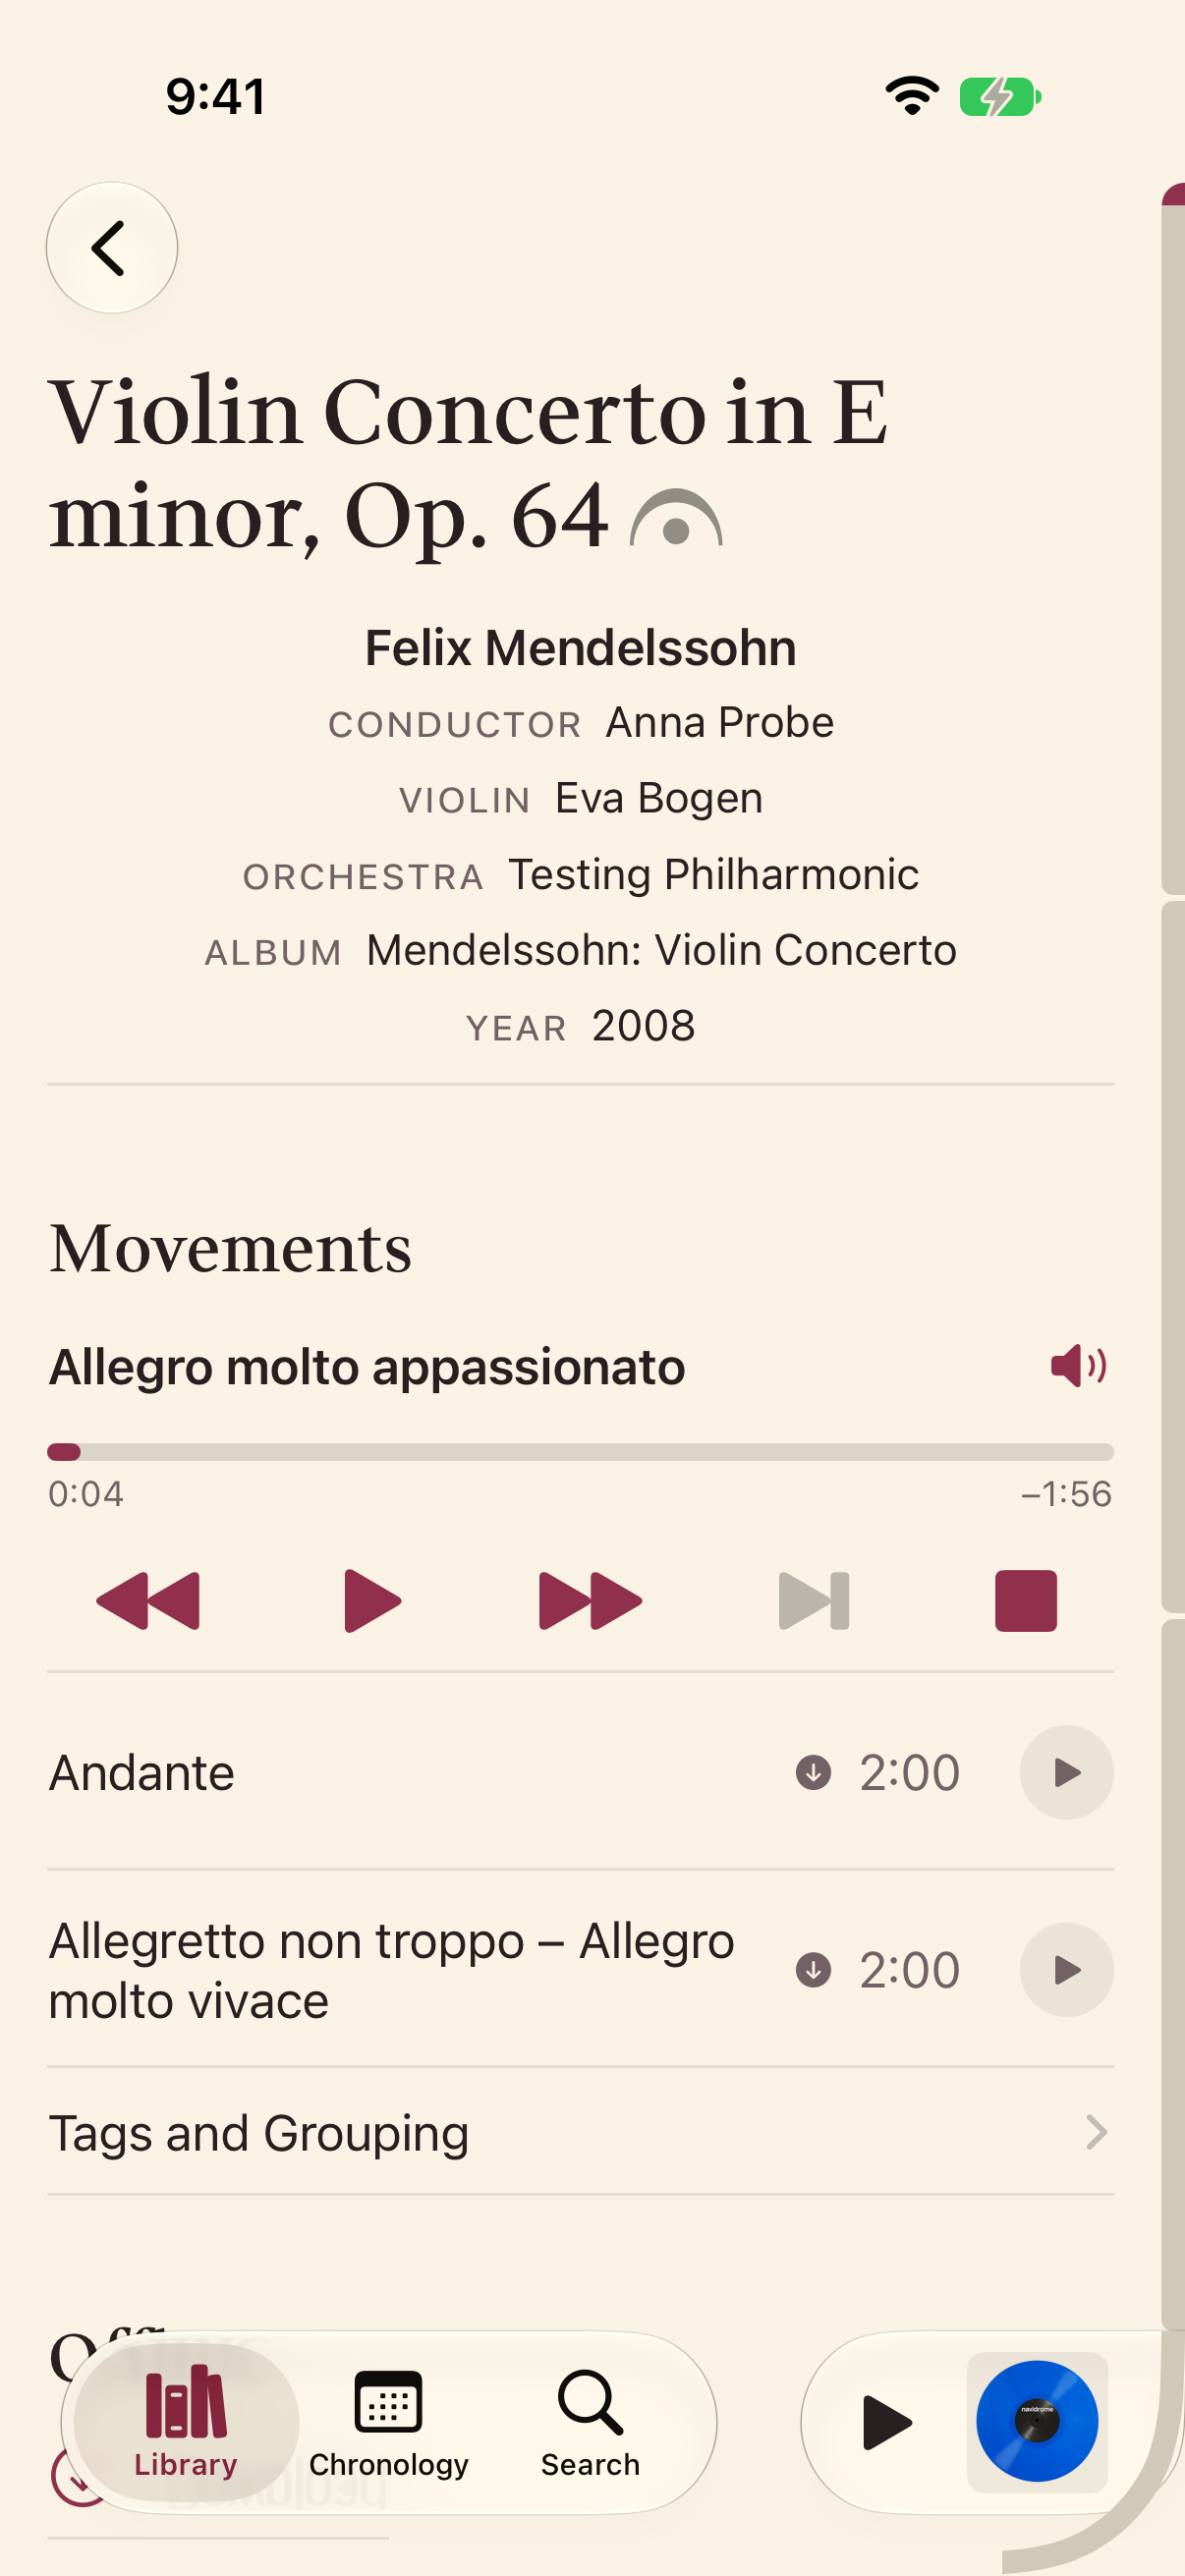 9:41
Violin Concerto in E
minor, Op. 64
Felix Mendelssohn
CONDUCTOR Anna Probe
VIOLIN Eva Bogen
ORCHESTRA Testing Philharmonic
ALBUM Mendelssohn: Violin Concerto
YEAR 2008
Movements
Allegro molto appassionato
0:04 –1:56
Andante 2:00
Allegretto non troppo – Allegro
molto vivace 2:00
Tags and Grouping
navidrome
Library Chronology Search